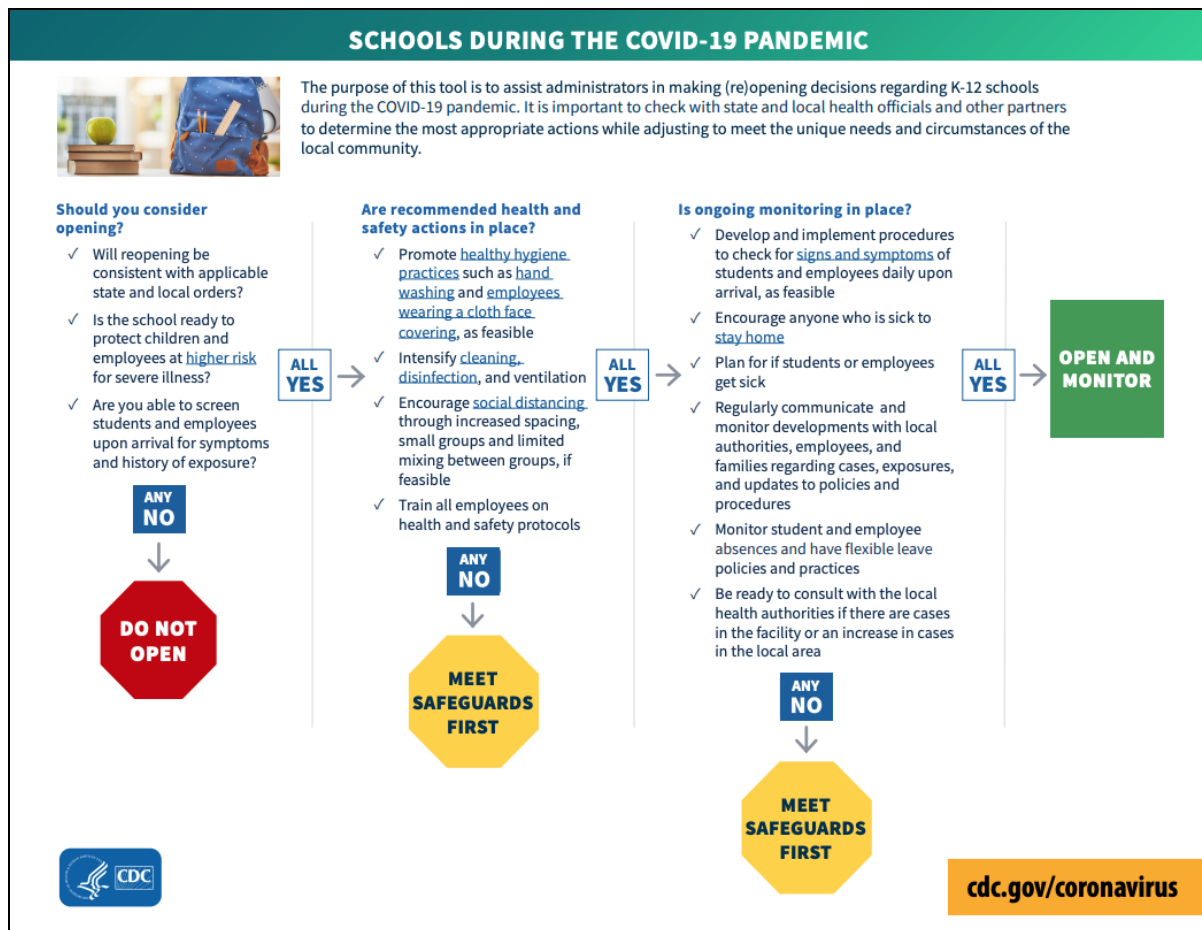 SCHOOLS DURING THE COVID-19 PANDEMIC
The purpose of this tool is to assist administrators in making (re)opening decisions regarding K-12 schools
during the COVID-19 pandemic. It is important to check with state and local health officials and other partners
to determine the most appropriate actions while adjusting to meet the unique needs and circumstances of the
local community.
Should you consider
opening?
✓ Will reopening be
consistent with applicable
state and local orders?
✓ Is the school ready to
protect children and
employees at higher risk
for severe illness?
✓ Are you able to screen
students and employees
upon arrival for symptoms
and history of exposure?
ANY
NO
DO NOT
OPEN
ALL
YES
Are recommended health and
safety actions in place?
✓ Promote healthy hygiene
practices such as hand
washing and employees
wearing a cloth face
covering, as feasible
✓ Intensify cleaning,
disinfection, and ventilation
✓ Encourage social distancing
through increased spacing,
small groups and limited
mixing between groups, if
feasible
✓ Train all employees on
health and safety protocols
ANY
NO
MEET
SAFEGUARDS
FIRST
ALL
YES
Is ongoing monitoring in place?
✓ Develop and implement procedures
to check for signs and symptoms of
students and employees daily upon
arrival, as feasible
✓ Encourage anyone who is sick to
stay home
✓ Plan for if students or employees
get sick
✓ Regularly communicate and
monitor developments with local
authorities, employees, and
families regarding cases, exposures,
and updates to policies and
procedures
✓ Monitor student and employee
absences and have flexible leave
policies and practices
✓ Be ready to consult with the local
health authorities if there are cases
in the facility or an increase in cases
in the local area
ANY
NO
MEET
SAFEGUARDS
FIRST
ALL
YES
OPEN AND
MONITOR
CDC
cdc.gov/coronavirus